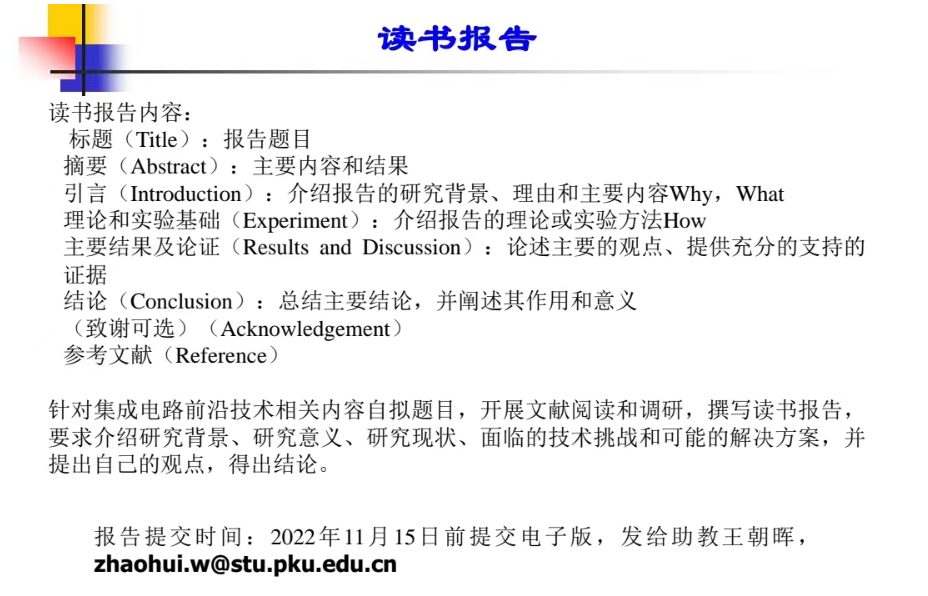 读书报告
读书报告内容：
标题（Title）：报告题目
摘要（Abstract）：主要内容和结果
引言（Introduction）：介绍报告的研究背景、理由和主要内容Why，What
理论和实验基础（Experiment）：介绍报告的理论或实验方法How
主要结果及论证（Results and Discussion）：论述主要的观点、提供充分的支持的
证据
结论（Conclusion）：总结主要结论，并阐述其作用和意义
（致谢可选）（Acknowledgement）
参考文献（Reference）
针对集成电路前沿技术相关内容自拟题目，开展文献阅读和调研，撰写读书报告，
要求介绍研究背景、研究意义、研究现状、面临的技术挑战和可能的解决方案，并
提出自己的观点，得出结论。
报告提交时间：2022年11月15日前提交电子版，发给助教王朝晖，
zhaohui.w@stu.pku.edu.cn